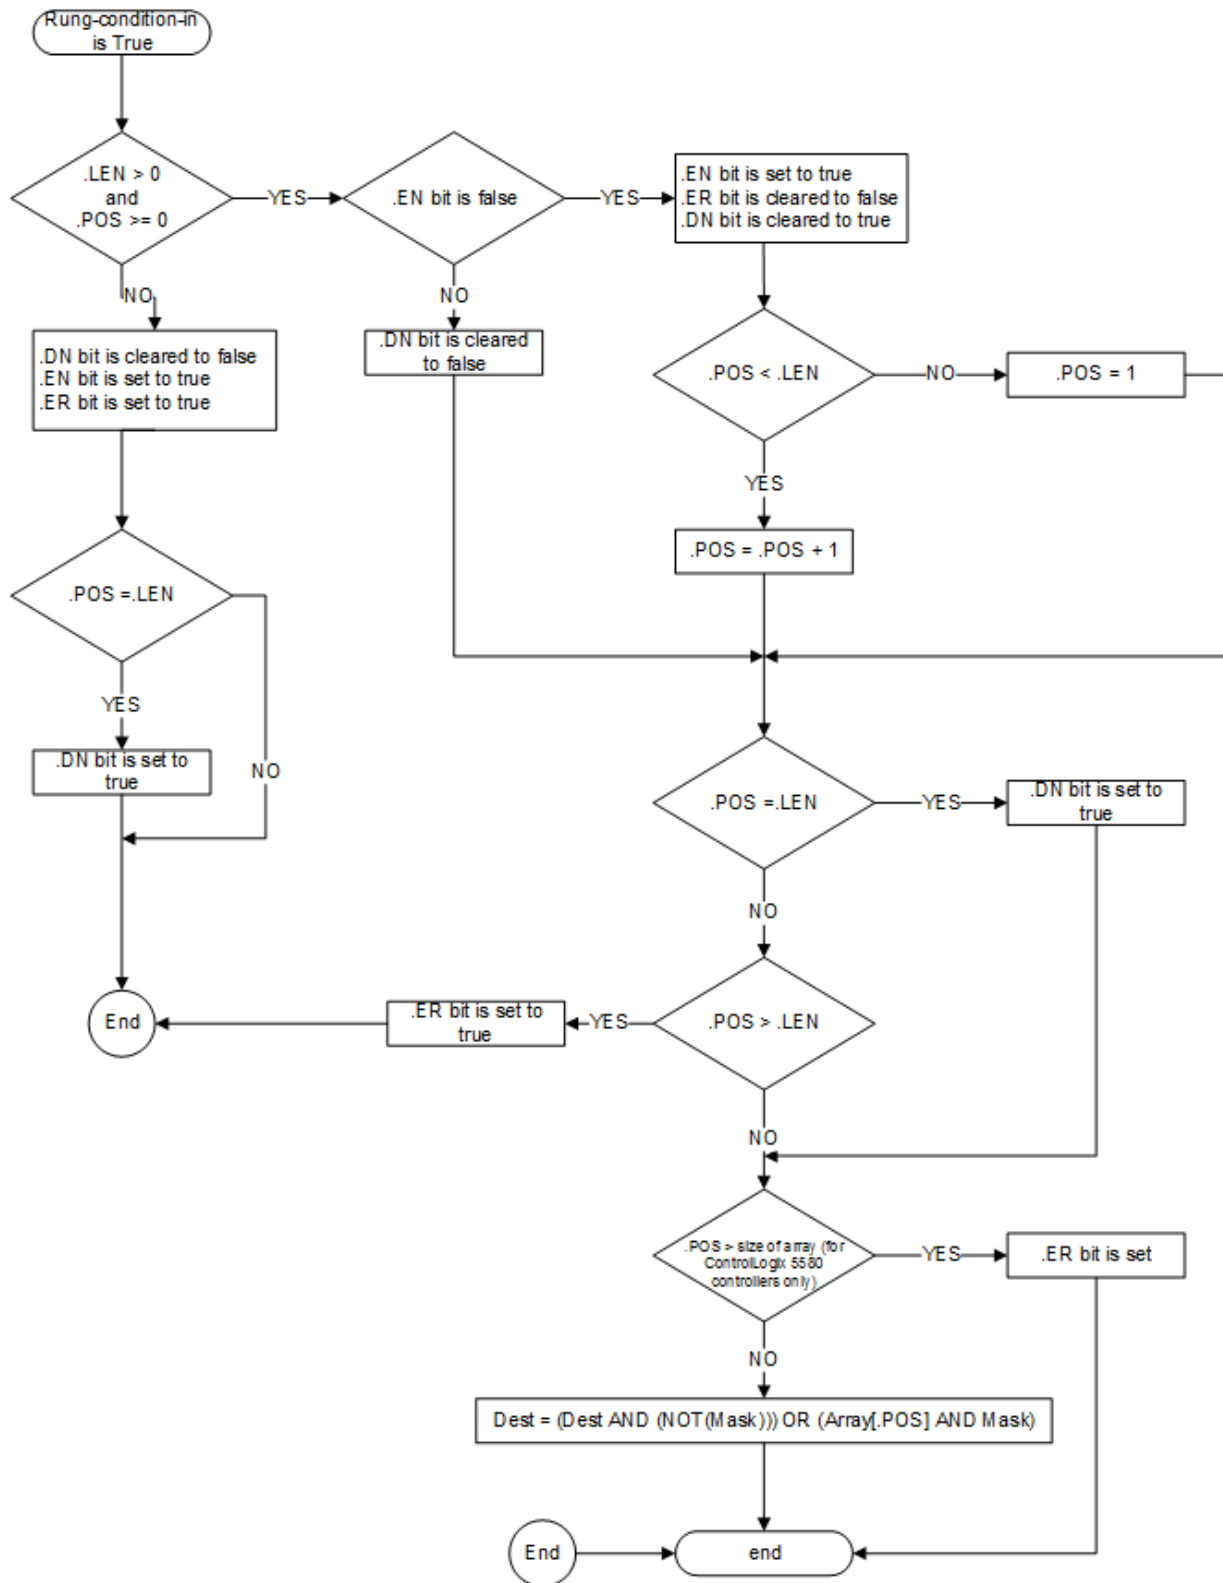 Rung-condition-in
is True
.LEN > 0
and
.POS >= 0
YES
.EN bit is false
YES
.EN bit is set to true
.ER bit is cleared to false
.DN bit is cleared to true
NO
NO
.DN bit is cleared to false
.EN bit is set to true
.ER bit is set to true
.DN bit is cleared
to false
.POS < .LEN
NO
.POS = 1
YES
.POS = .POS + 1
.POS =.LEN
YES
NO
.DN bit is set to
true
.POS =.LEN
YES
.DN bit is set to
true
NO
.POS > .LEN
YES
.ER bit is set to
true
End
NO
.POS > size of array (for
ControlLogix 5580
controllers only)
YES
.ER bit is set
NO
Dest = (Dest AND (NOT(Mask))) OR (Array[.POS] AND Mask)
End
end